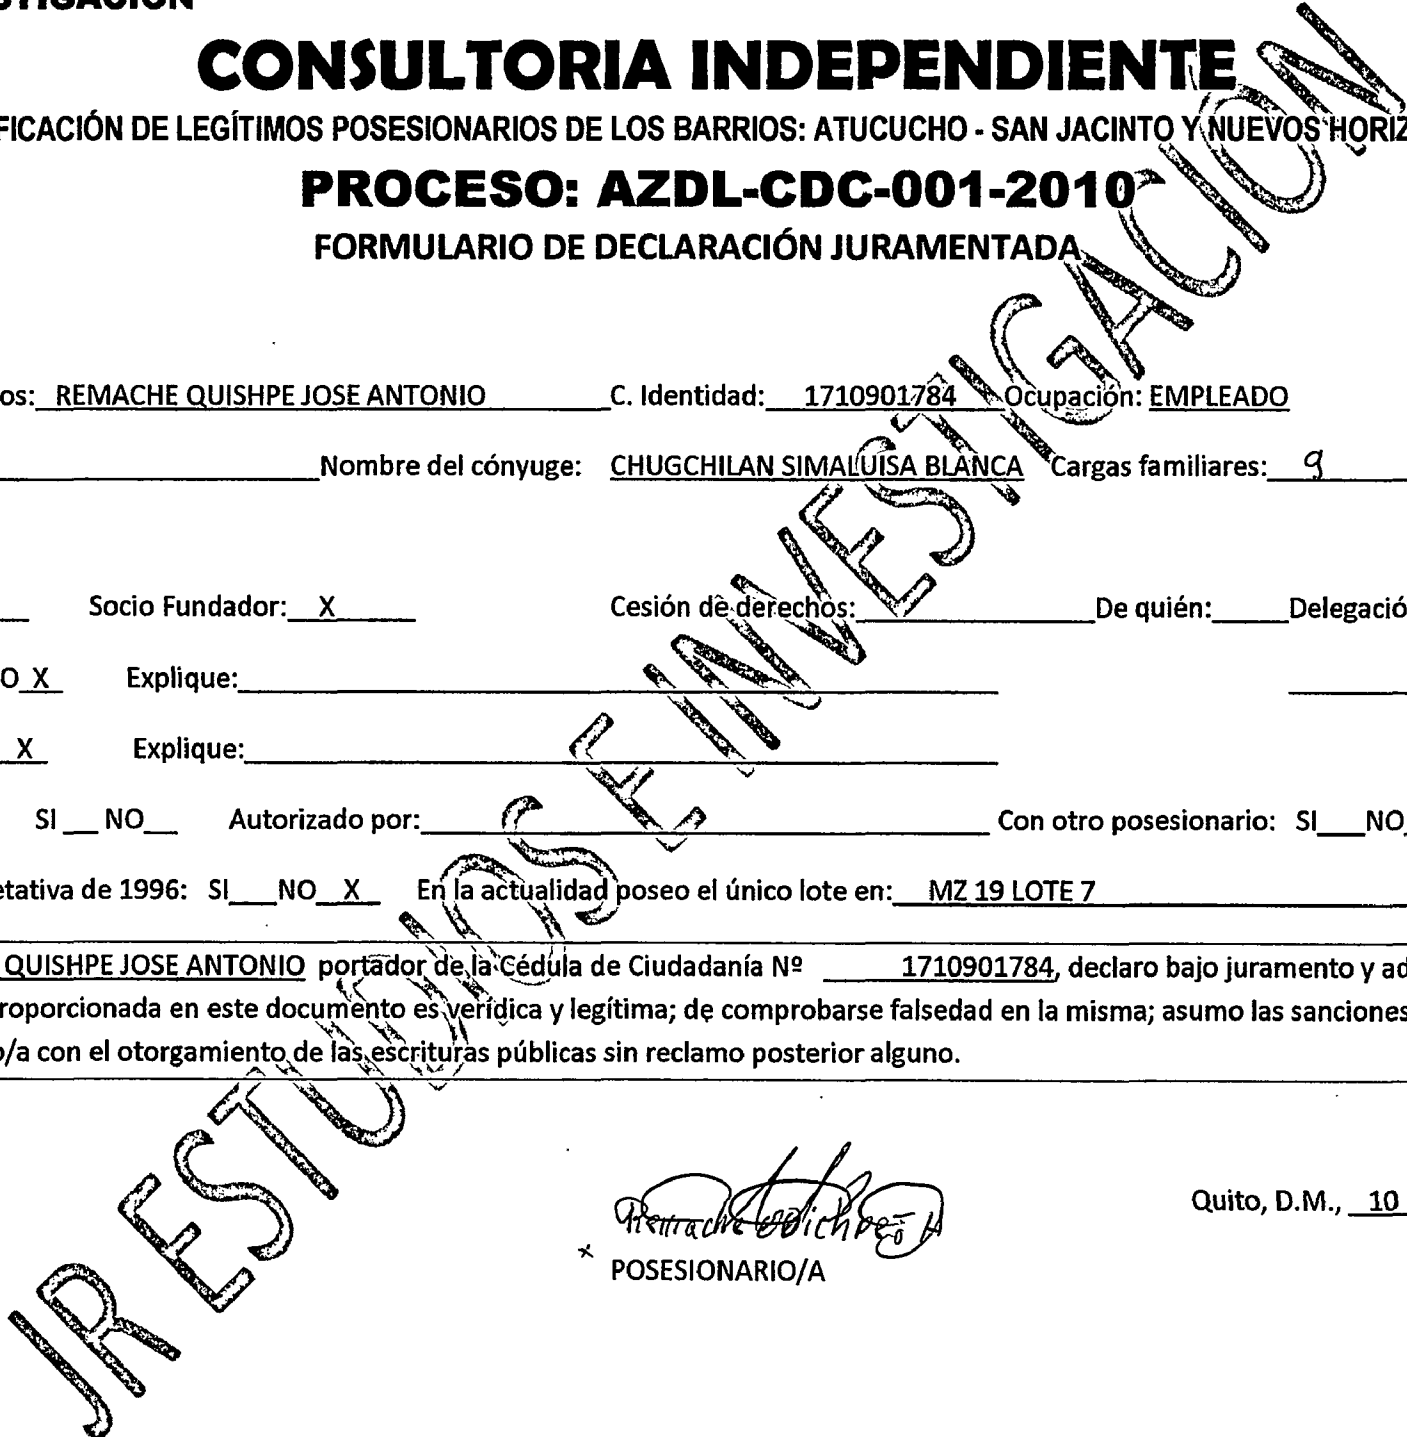 CONSULTORIA INDEPENDIENTE
FICACIÓN DE LEGÍTIMOS POSESIONARIOS DE LOS BARRIOS: ATUCUCHO - SAN JACINTO Y NUEVOS HORIZ
PROCESO: AZDL-CDC-001-2010
FORMULARIO DE DECLARACIÓN JURAMENTADA
os: REMACHE QUISHPE JOSE ANTONIO C. Identidad: 1710901784 Ocupación: EMPLEADO
Nombre del cónyuge: CHUGCHILAN SIMALUISA BLANCA Cargas familiares: 9
Socio Fundador: X Cesión de derechos: De quién: Delegació
O X Explique:
X Explique:
SI NO Autorizado por: Con otro posesionario: SI NO
etativa de 1996: SI NO X En la actualidad poseo el único lote en: MZ 19 LOTE 7
QUISHPE JOSE ANTONIO portador de la Cédula de Ciudadanía Nº 1710901784, declaro bajo juramento y ad
roporcionada en este documento es verídica y legítima; de comprobarse falsedad en la misma; asumo las sanciones
o/a con el otorgamiento de las escrituras públicas sin reclamo posterior alguno.
Quito, D.M., 10
Remache
x POSESIONARIO/A
JR ESTUDIOS E INVESTIGACION